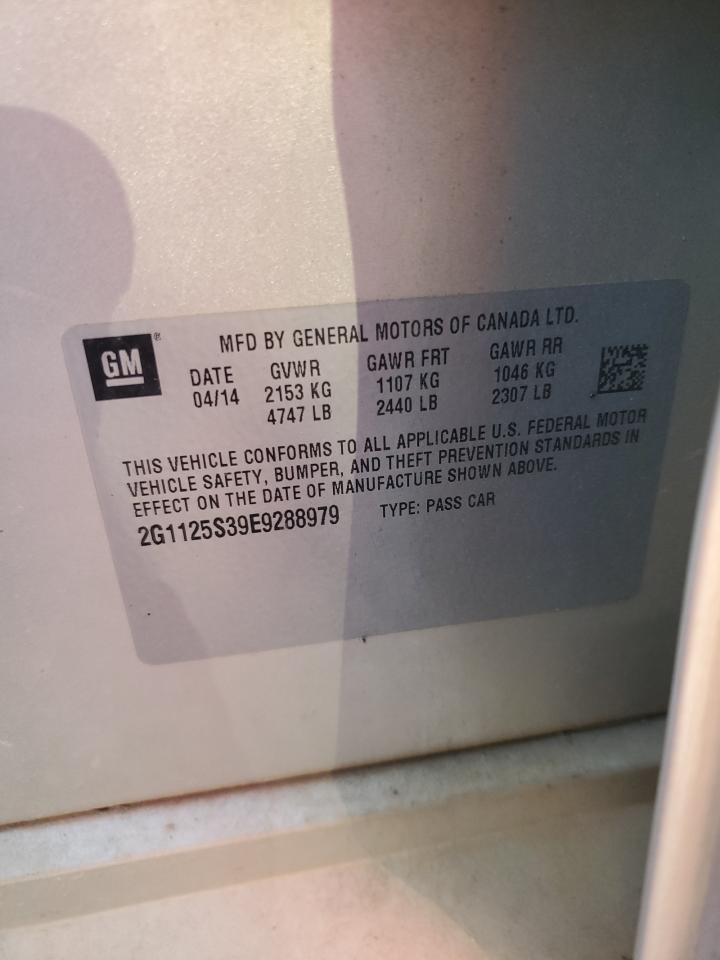 GM®
MFD BY GENERAL MOTORS OF CANADA LTD.
DATE GVWR GAWR FRT GAWR RR
04/14 2153 KG 1107 KG 1046 KG
4747 LB 2440 LB 2307 LB
THIS VEHICLE CONFORMS TO ALL APPLICABLE U.S. FEDERAL MOTOR
VEHICLE SAFETY, BUMPER, AND THEFT PREVENTION STANDARDS IN
EFFECT ON THE DATE OF MANUFACTURE SHOWN ABOVE.
2G1125S39E9288979 TYPE: PASS CAR